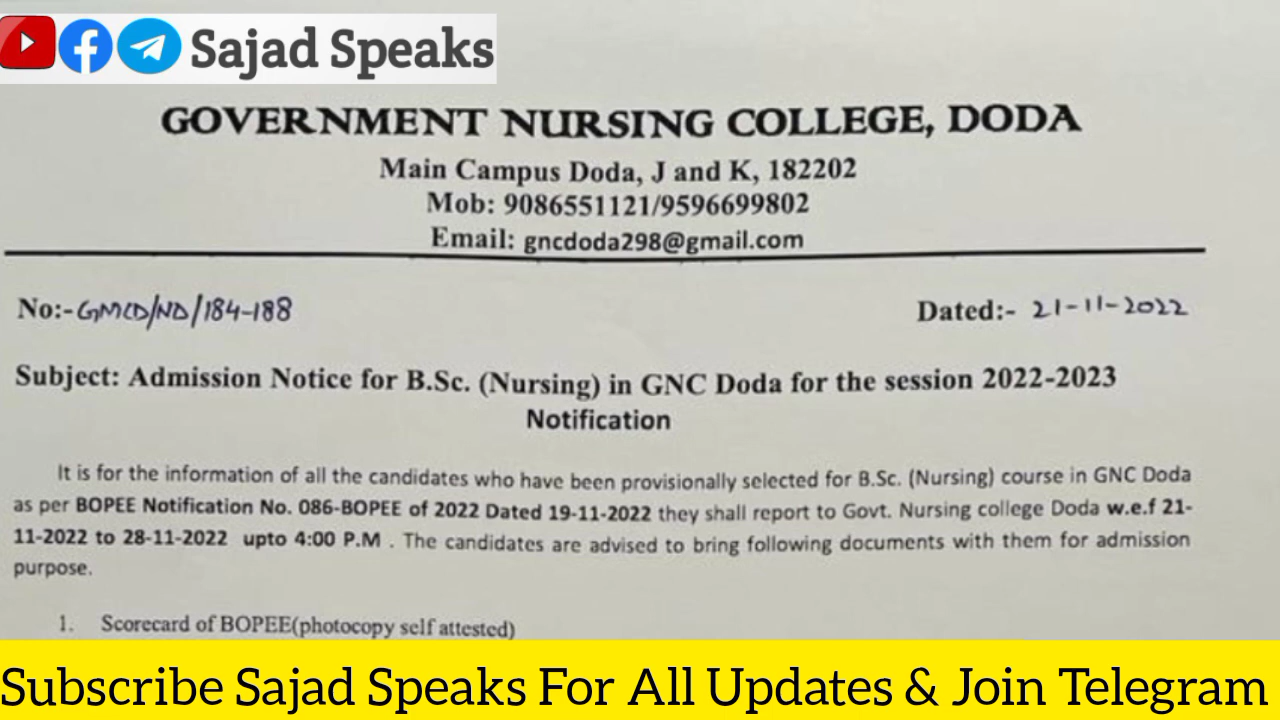 Sajad Speaks
GOVERNMENT NURSING COLLEGE, DODA
Main Campus Doda, J and K, 182202
Mob: 9086551121/9596699802
Email: gncdoda298@gmail.com
No:- GMCD/ND/184-188
Dated:- 21-11-2022
Subject: Admission Notice for B.Sc. (Nursing) in GNC Doda for the session 2022-2023
Notification
It is for the information of all the candidates who have been provisionally selected for B.Sc. (Nursing) course in GNC Doda
as per BOPEE Notification No. 086-BOPEE of 2022 Dated 19-11-2022 they shall report to Govt. Nursing college Doda w.e.f 21-
11-2022 to 28-11-2022 upto 4:00 P.M . The candidates are advised to bring following documents with them for admission
purpose.
1. Scorecard of BOPEE(photocopy self attested)
Subscribe Sajad Speaks For All Updates & Join Telegram